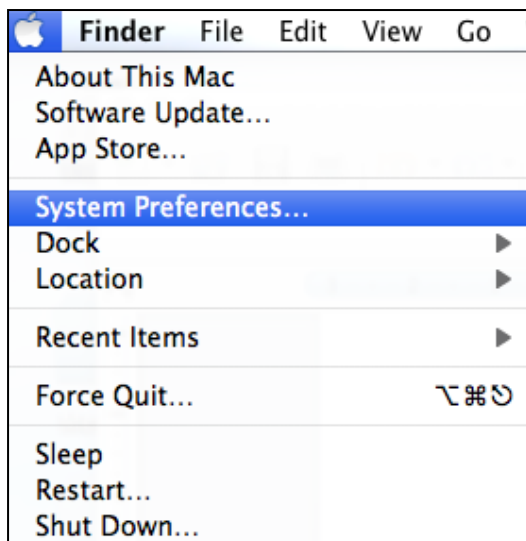 Finder File Edit View Go
About This Mac
Software Update...
App Store...
System Preferences...
Dock
Location
Recent Items
Force Quit... ⌥⌘⎋
Sleep
Restart...
Shut Down...